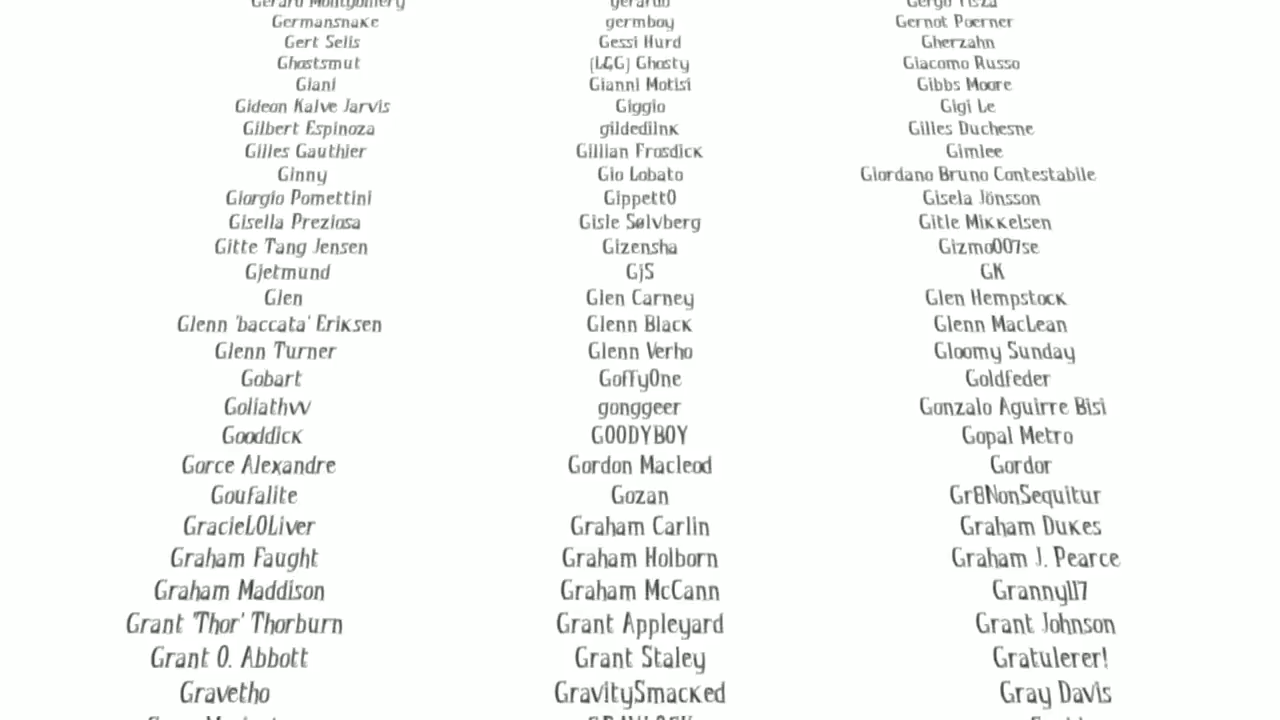 Gerard Montgomery gerardo Gergo Tisza
Germansnake germboy Gernot Poerner
Gert Selis Gessi Hurd Gherzahn
Ghostsmut [LGG] Ghosty Giacomo Russo
Giani Gianni Motisi Gibbs Moore
Gideon Kalve Jarvis Giggio Gigi Le
Gilbert Espinoza gildedilnk Gilles Duchesne
Gilles Gauthier Gillian Frosdick Gimlee
Ginny Gio Lobato Giordano Bruno Contestabile
Giorgio Pomettini Gippett0 Gisela Jönsson
Gisella Preziosa Gisle Sølvberg Gitle Mikkelsen
Gitte Tang Jensen Gizensha Gizmo007se
Gjetmund GjS GK
Glen Glen Carney Glen Hempstock
Glenn 'baccata' Eriksen Glenn Black Glenn MacLean
Glenn Turner Glenn Verho Gloomy Sunday
Gobart GoffyOne Goldfeder
Goliathvv gonggeer Gonzalo Aguirre Bisi
Gooddick GOODYBOY Gopal Metro
Gorce Alexandre Gordon Macleod Gordor
Goufalite Gozan Gr8NonSequitur
GracieLOLiver Graham Carlin Graham Dukes
Graham Faught Graham Holborn Graham J. Pearce
Graham Maddison Graham McCann Granny117
Grant 'Thor' Thorburn Grant Appleyard Grant Johnson
Grant O. Abbott Grant Staley Gratulerer!
Gravetho GravitySmacked Gray Davis